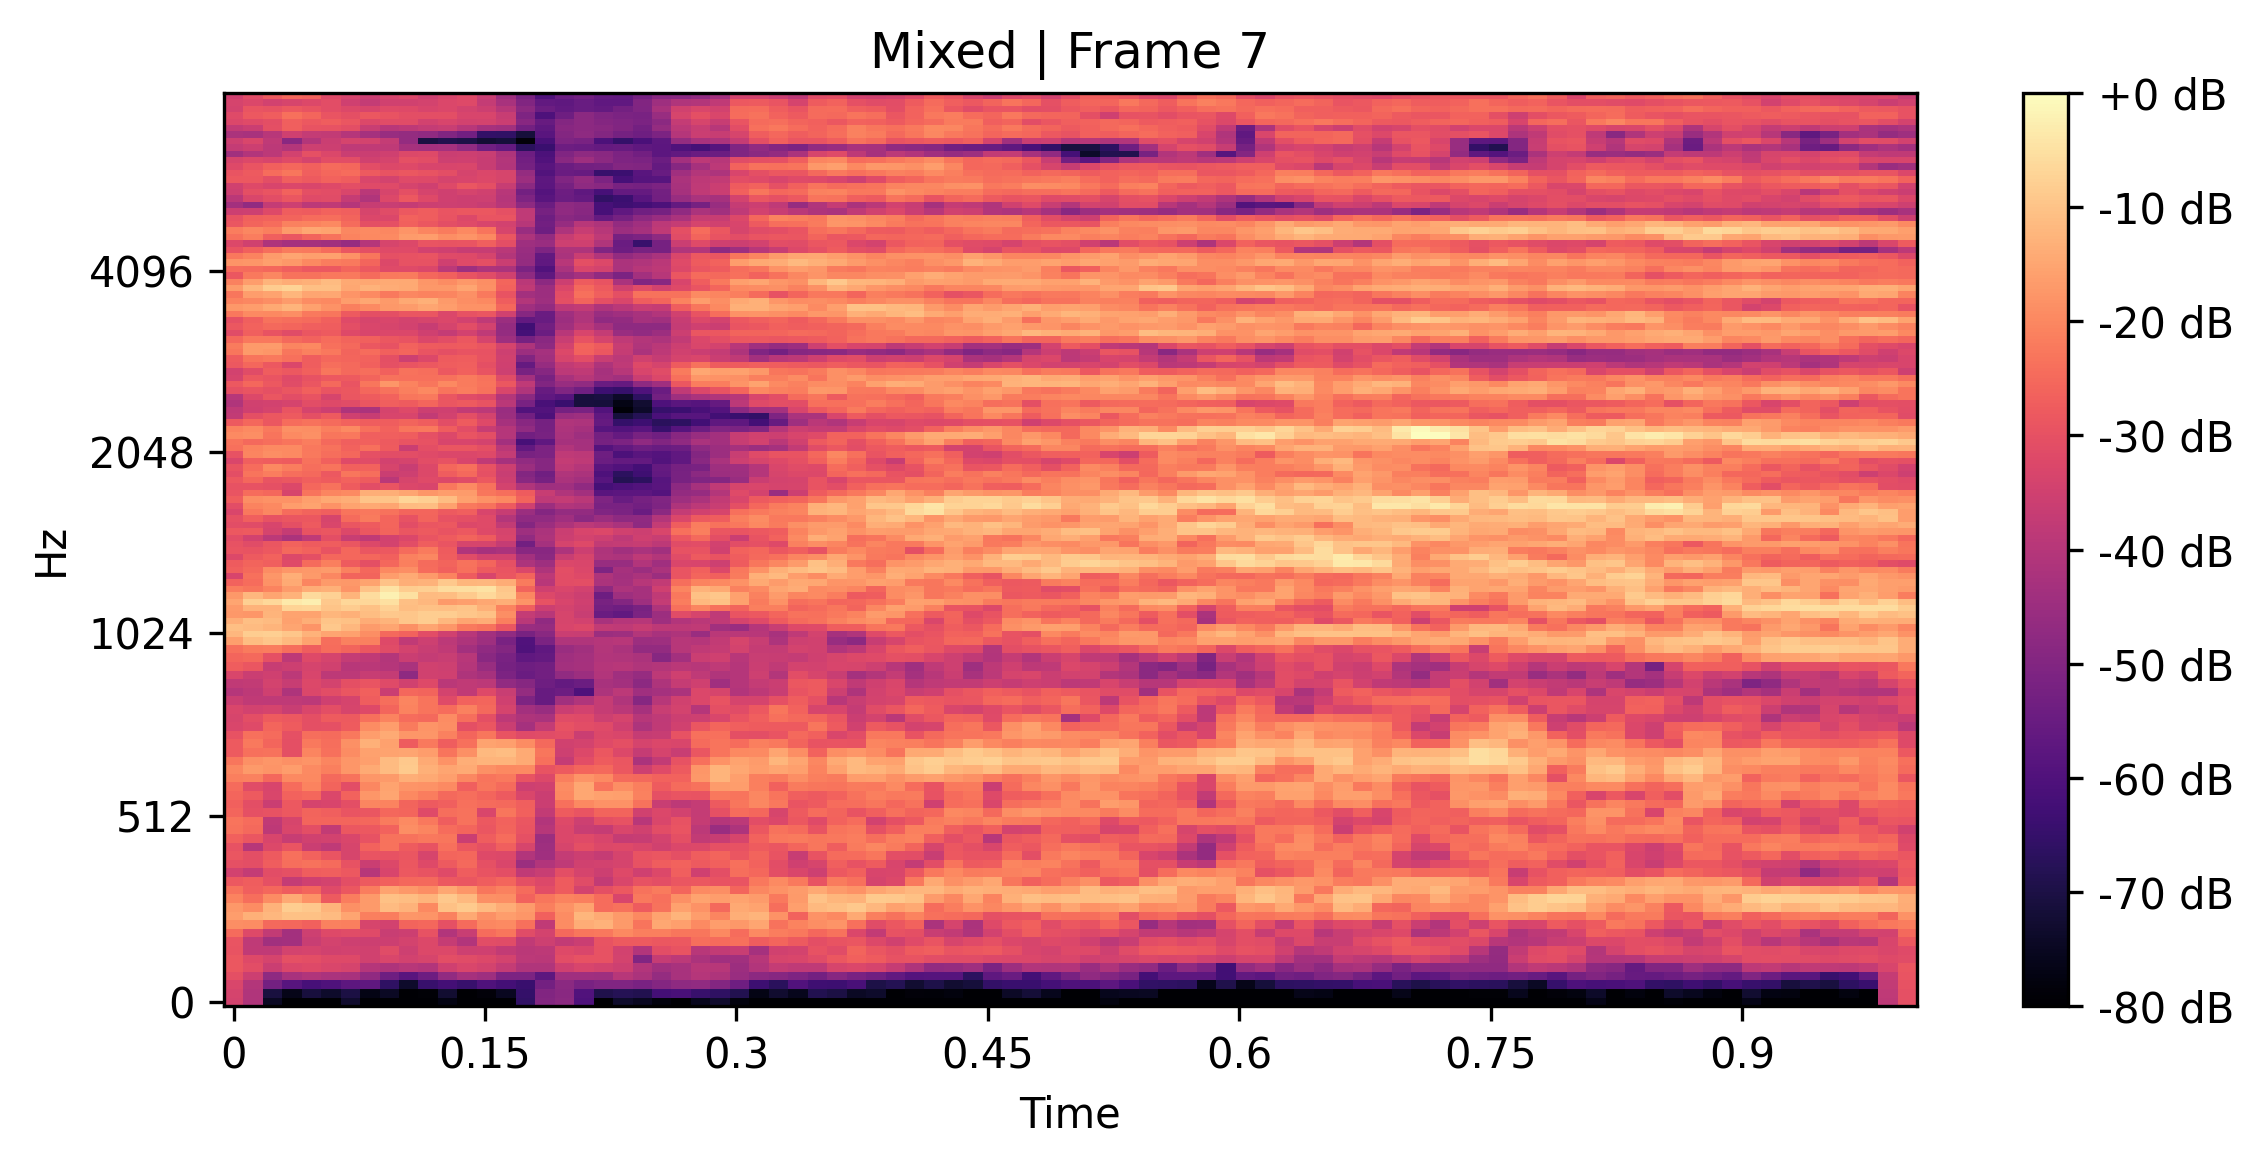 Mixed | Frame 7
Hz
4096
2048
1024
512
0
0 0.15 0.3 0.45 0.6 0.75 0.9
Time
+0 dB
-10 dB
-20 dB
-30 dB
-40 dB
-50 dB
-60 dB
-70 dB
-80 dB